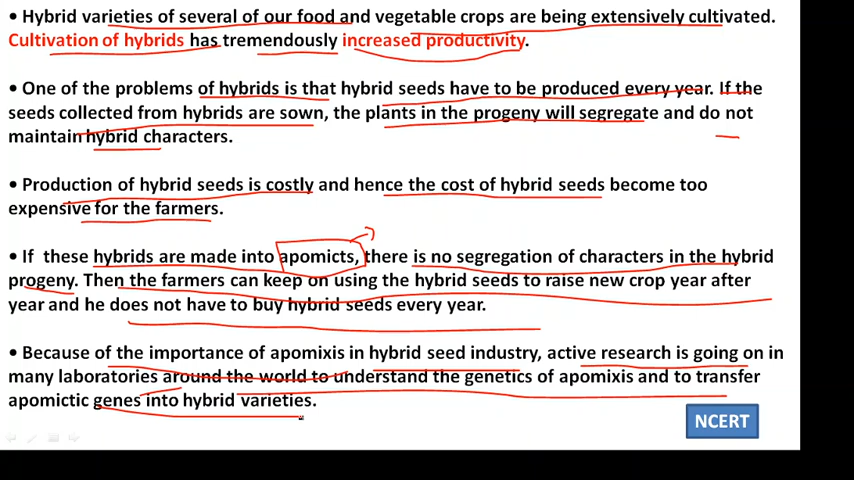 • Hybrid varieties of several of our food and vegetable crops are being extensively cultivated.
Cultivation of hybrids has tremendously increased productivity.
• One of the problems of hybrids is that hybrid seeds have to be produced every year. If the
seeds collected from hybrids are sown, the plants in the progeny will segregate and do not
maintain hybrid characters.
• Production of hybrid seeds is costly and hence the cost of hybrid seeds become too
expensive for the farmers.
• If these hybrids are made into apomicts, there is no segregation of characters in the hybrid
progeny. Then the farmers can keep on using the hybrid seeds to raise new crop year after
year and he does not have to buy hybrid seeds every year.
• Because of the importance of apomixis in hybrid seed industry, active research is going on in
many laboratories around the world to understand the genetics of apomixis and to transfer
apomictic genes into hybrid varieties.
NCERT